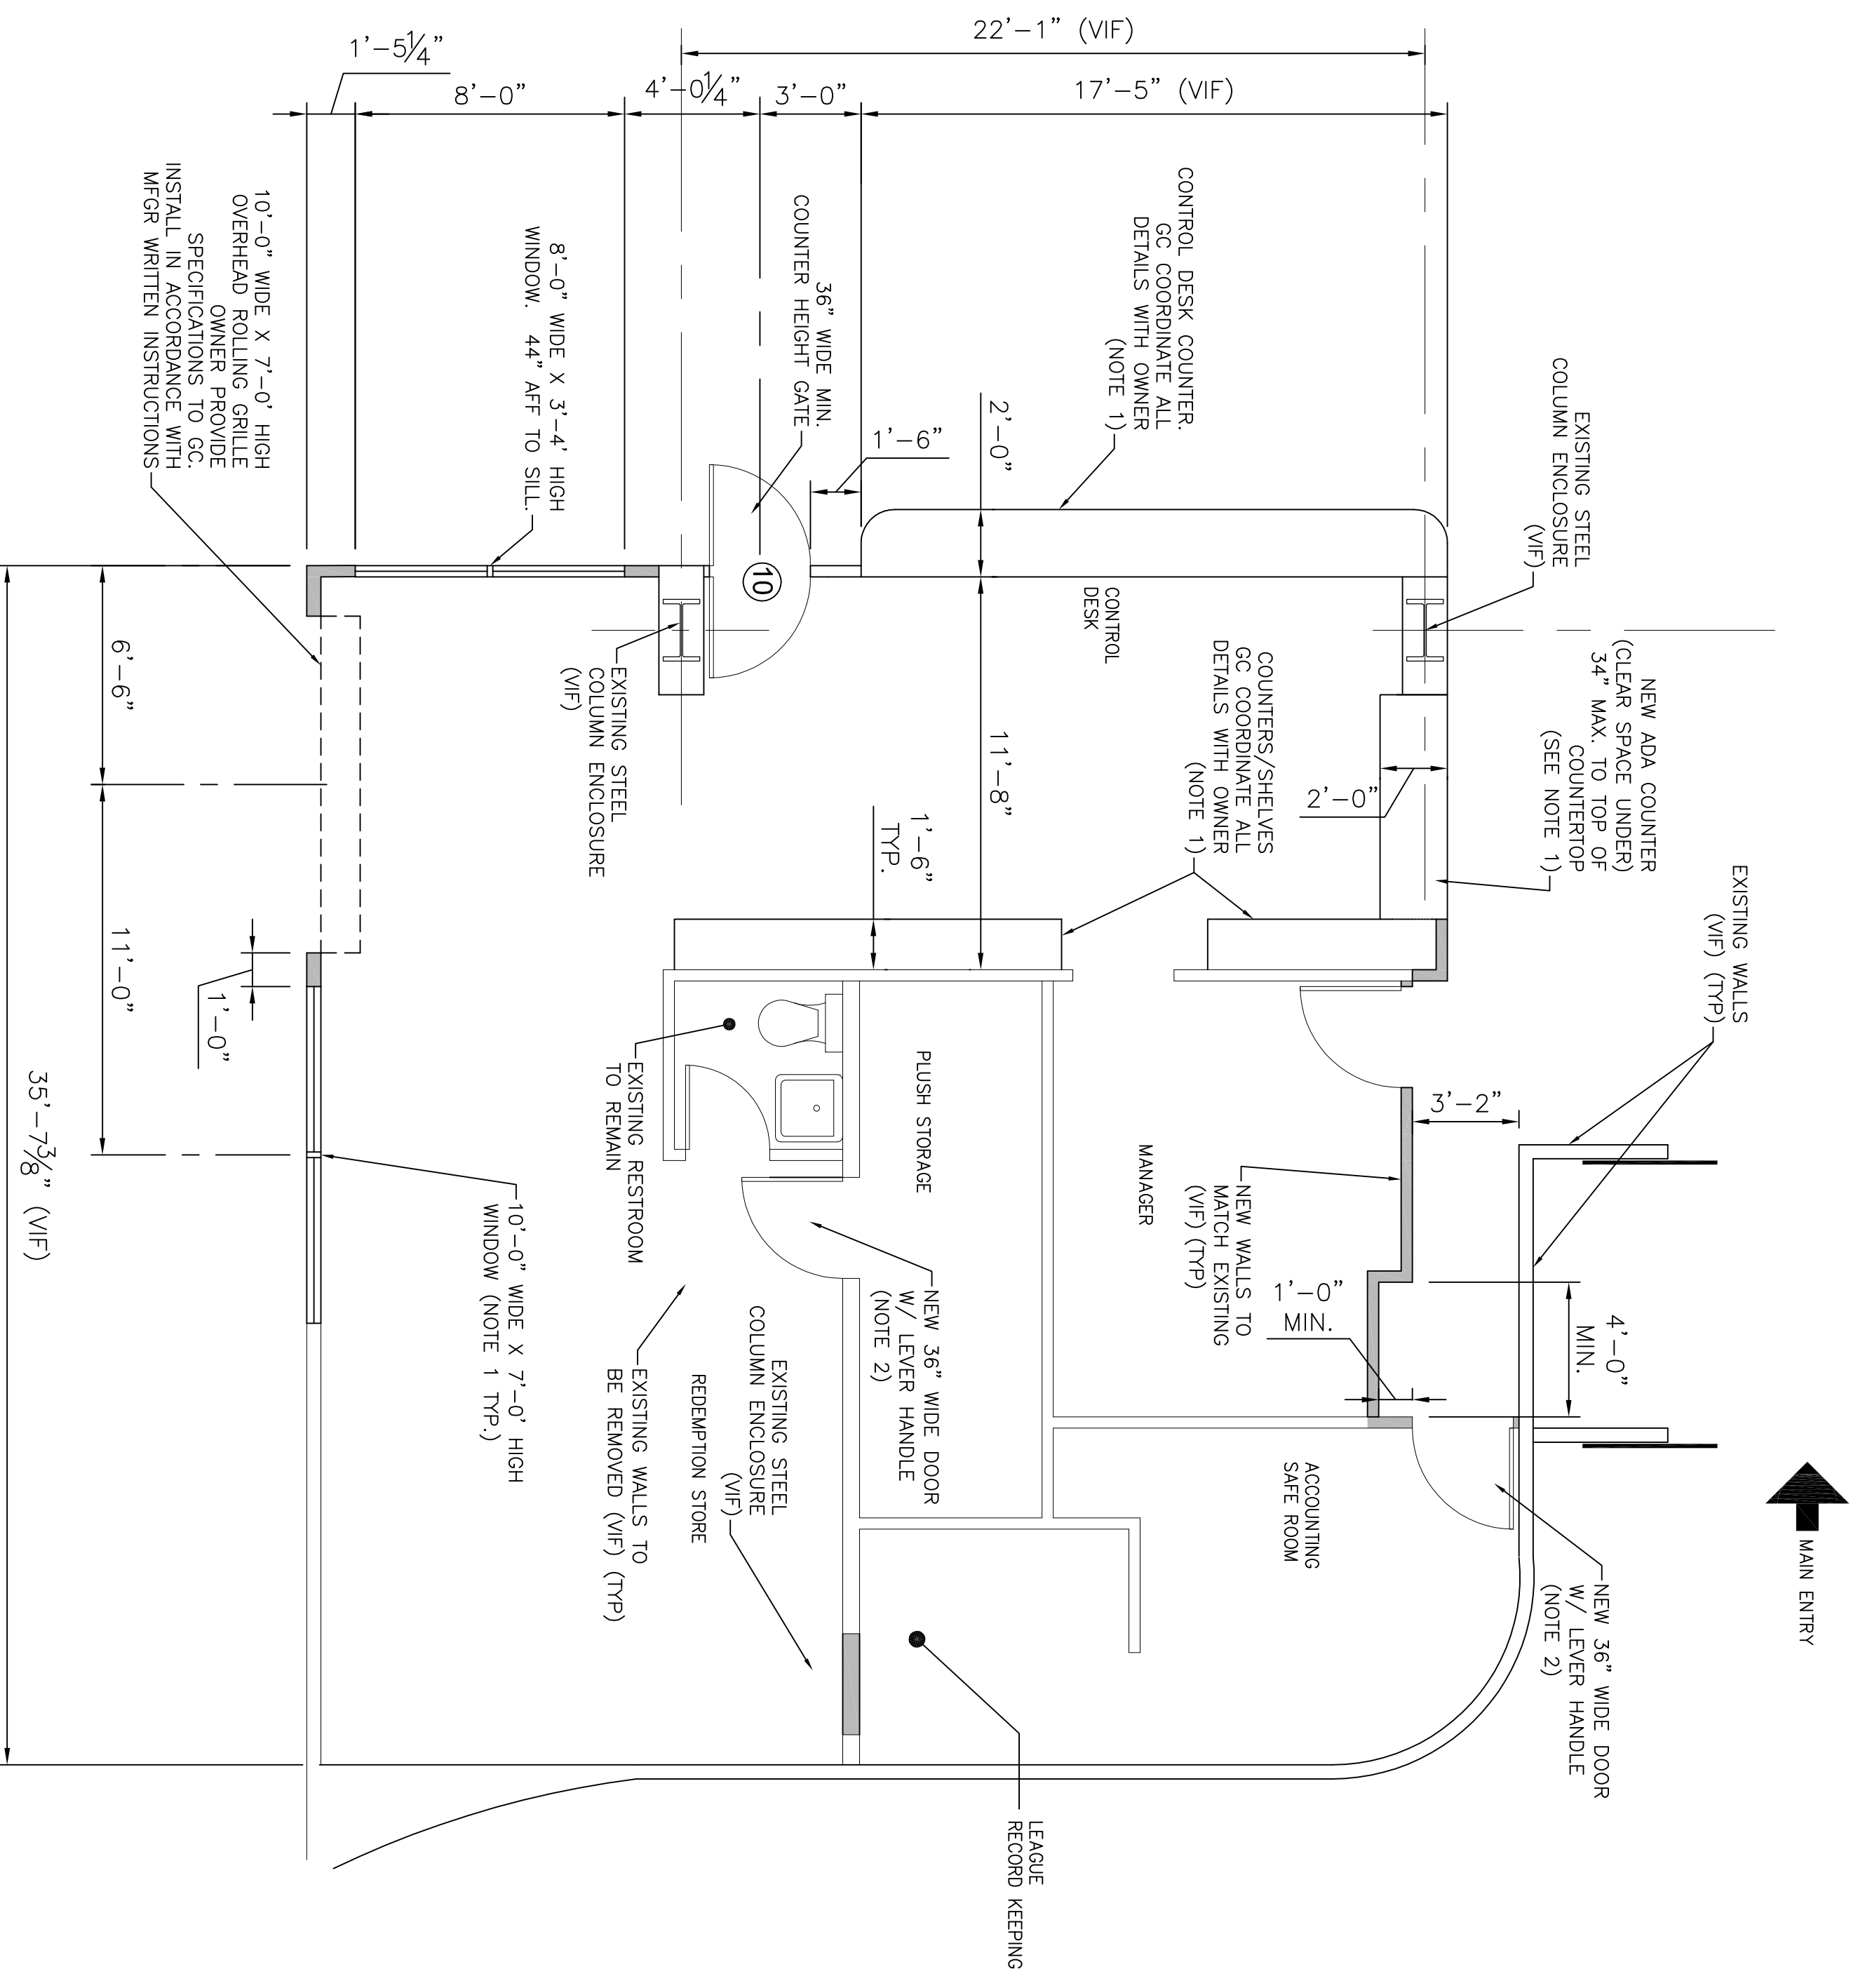 22'-1" (VIF)
1'-5 1/4"
8'-0"
4'-0 1/4"
3'-0"
17'-5" (VIF)
10'-0" WIDE X 7'-0' HIGH
OVERHEAD ROLLING GRILLE
OWNER PROVIDE
SPECIFICATIONS TO GC.
INSTALL IN ACCORDANCE WITH
MFGR WRITTEN INSTRUCTIONS
8'-0" WIDE X 3'-4' HIGH
WINDOW. 44" AFF TO SILL.
36" WIDE MIN.
COUNTER HEIGHT GATE
CONTROL DESK COUNTER.
GC COORDINATE ALL
DETAILS WITH OWNER
(NOTE 1)
EXISTING STEEL
COLUMN ENCLOSURE
(VIF)
1'-6"
2'-0"
10
CONTROL
DESK
NEW ADA COUNTER
(CLEAR SPACE UNDER)
34" MAX. TO TOP OF
COUNTERTOP
(SEE NOTE 1)
COUNTERS/SHELVES
GC COORDINATE ALL
DETAILS WITH OWNER
(NOTE 1)
2'-0"
11'-8"
EXISTING STEEL
COLUMN ENCLOSURE
(VIF)
1'-6"
TYP.
6'-6"
11'-0"
1'-0"
35'-7 3/8" (VIF)
EXISTING WALLS
(VIF) (TYP)
3'-2"
PLUSH STORAGE
EXISTING RESTROOM
TO REMAIN
MANAGER
NEW WALLS TO
MATCH EXISTING
(VIF) (TYP)
1'-0"
MIN.
4'-0"
MIN.
10'-0" WIDE X 7'-0' HIGH
WINDOW (NOTE 1 TYP.)
NEW 36" WIDE DOOR
W/ LEVER HANDLE
(NOTE 2)
EXISTING STEEL
COLUMN ENCLOSURE
(VIF)
REDEMPTION STORE
EXISTING WALLS TO
BE REMOVED (VIF) (TYP)
ACCOUNTING
SAFE ROOM
MAIN ENTRY
NEW 36" WIDE DOOR
W/ LEVER HANDLE
(NOTE 2)
LEAGUE
RECORD KEEPING